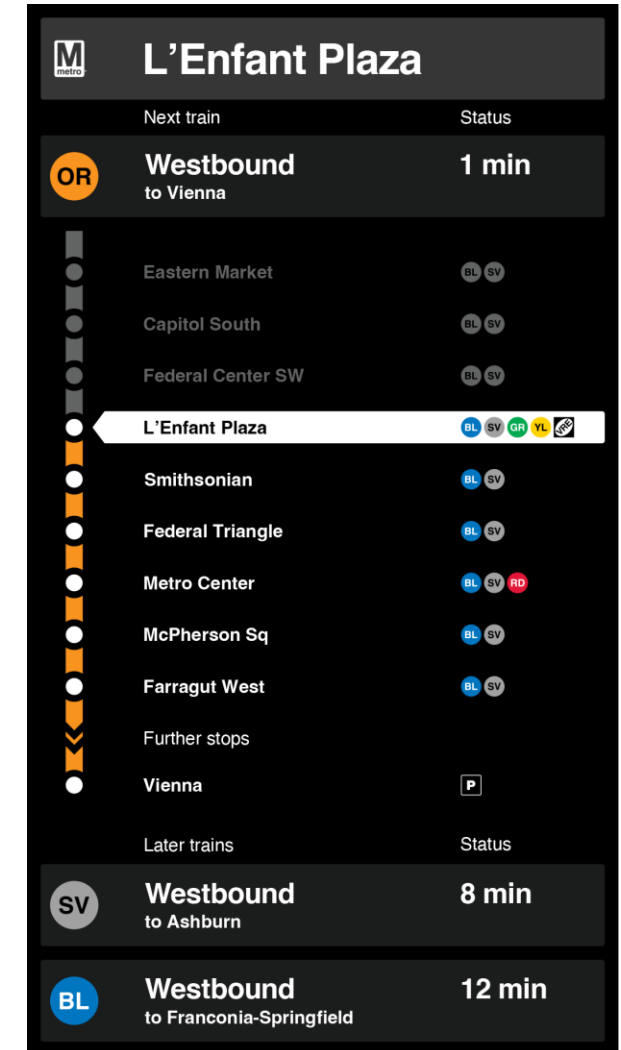 M
metro
L’Enfant Plaza
Next train Status
OR Westbound 1 min
to Vienna
Eastern Market BL SV
Capitol South BL SV
Federal Center SW BL SV
L’Enfant Plaza BL SV GR YL VRE
Smithsonian BL SV
Federal Triangle BL SV
Metro Center BL SV RD
McPherson Sq BL SV
Farragut West BL SV
Further stops
Vienna P
Later trains Status
SV Westbound 8 min
to Ashburn
BL Westbound 12 min
to Franconia-Springfield